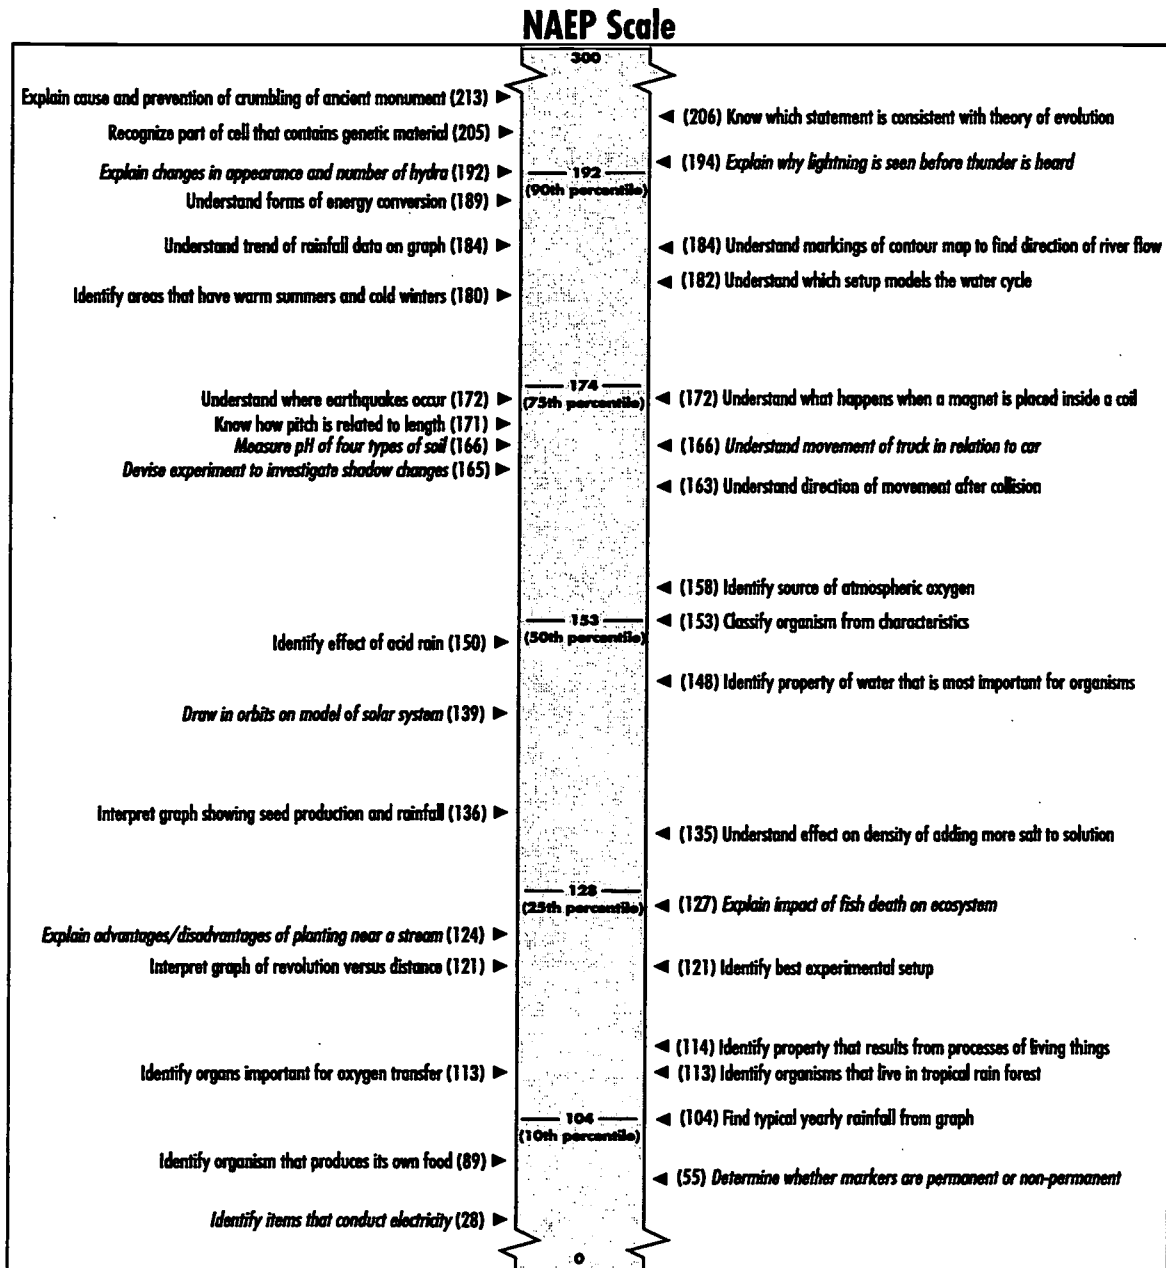 NAEP Scale
300
Explain cause and prevention of crumbling of ancient monument (213) ►
◄ (206) Know which statement is consistent with theory of evolution
Recognize part of cell that contains genetic material (205) ►
◄ (194) Explain why lightning is seen before thunder is heard
Explain changes in appearance and number of hydra (192) ►
192
(90th percentile)
Understand forms of energy conversion (189) ►
Understand trend of rainfall data on graph (184) ►
◄ (184) Understand markings of contour map to find direction of river flow
◄ (182) Understand which setup models the water cycle
Identify areas that have warm summers and cold winters (180) ►
174
(75th percentile)
Understand where earthquakes occur (172) ►
◄ (172) Understand what happens when a magnet is placed inside a coil
Know how pitch is related to length (171) ►
Measure pH of four types of soil (166) ►
◄ (166) Understand movement of truck in relation to car
Devise experiment to investigate shadow changes (165) ►
◄ (163) Understand direction of movement after collision
◄ (158) Identify source of atmospheric oxygen
153
(50th percentile)
◄ (153) Classify organism from characteristics
Identify effect of acid rain (150) ►
◄ (148) Identify property of water that is most important for organisms
Draw in orbits on model of solar system (139) ►
Interpret graph showing seed production and rainfall (136) ►
◄ (135) Understand effect on density of adding more salt to solution
128
(25th percentile)
◄ (127) Explain impact of fish death on ecosystem
Explain advantages/disadvantages of planting near a stream (124) ►
Interpret graph of revolution versus distance (121) ►
◄ (121) Identify best experimental setup
◄ (114) Identify property that results from processes of living things
Identify organs important for oxygen transfer (113) ►
◄ (113) Identify organisms that live in tropical rain forest
104
(10th percentile)
◄ (104) Find typical yearly rainfall from graph
Identify organism that produces its own food (89) ►
◄ (55) Determine whether markers are permanent or non-permanent
Identify items that conduct electricity (28) ►
0